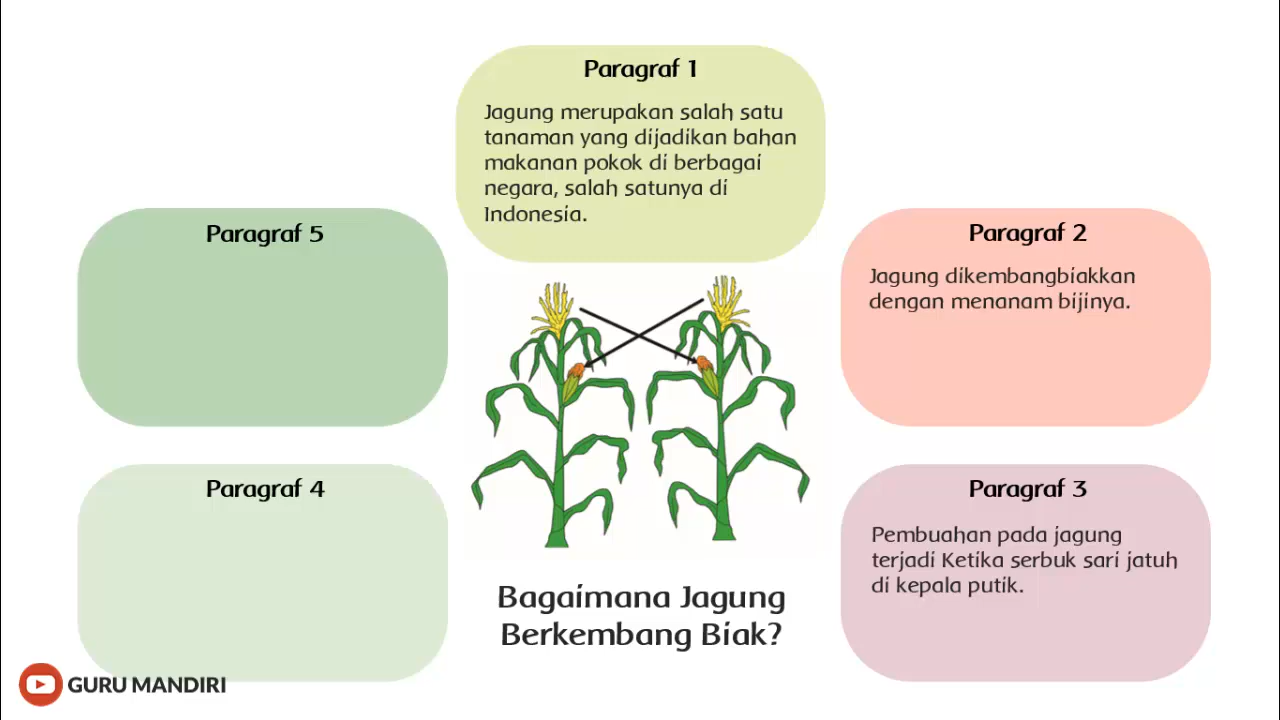 Paragraf 1
Jagung merupakan salah satu
tanaman yang dijadikan bahan
makanan pokok di berbagai
negara, salah satunya di
Indonesia.
Paragraf 2
Jagung dikembangbiakkan
dengan menanam bijinya.
Paragraf 3
Pembuahan pada jagung
terjadi Ketika serbuk sari jatuh
di kepala putik.
Paragraf 4
Paragraf 5
Bagaimana Jagung
Berkembang Biak?
GURU MANDIRI